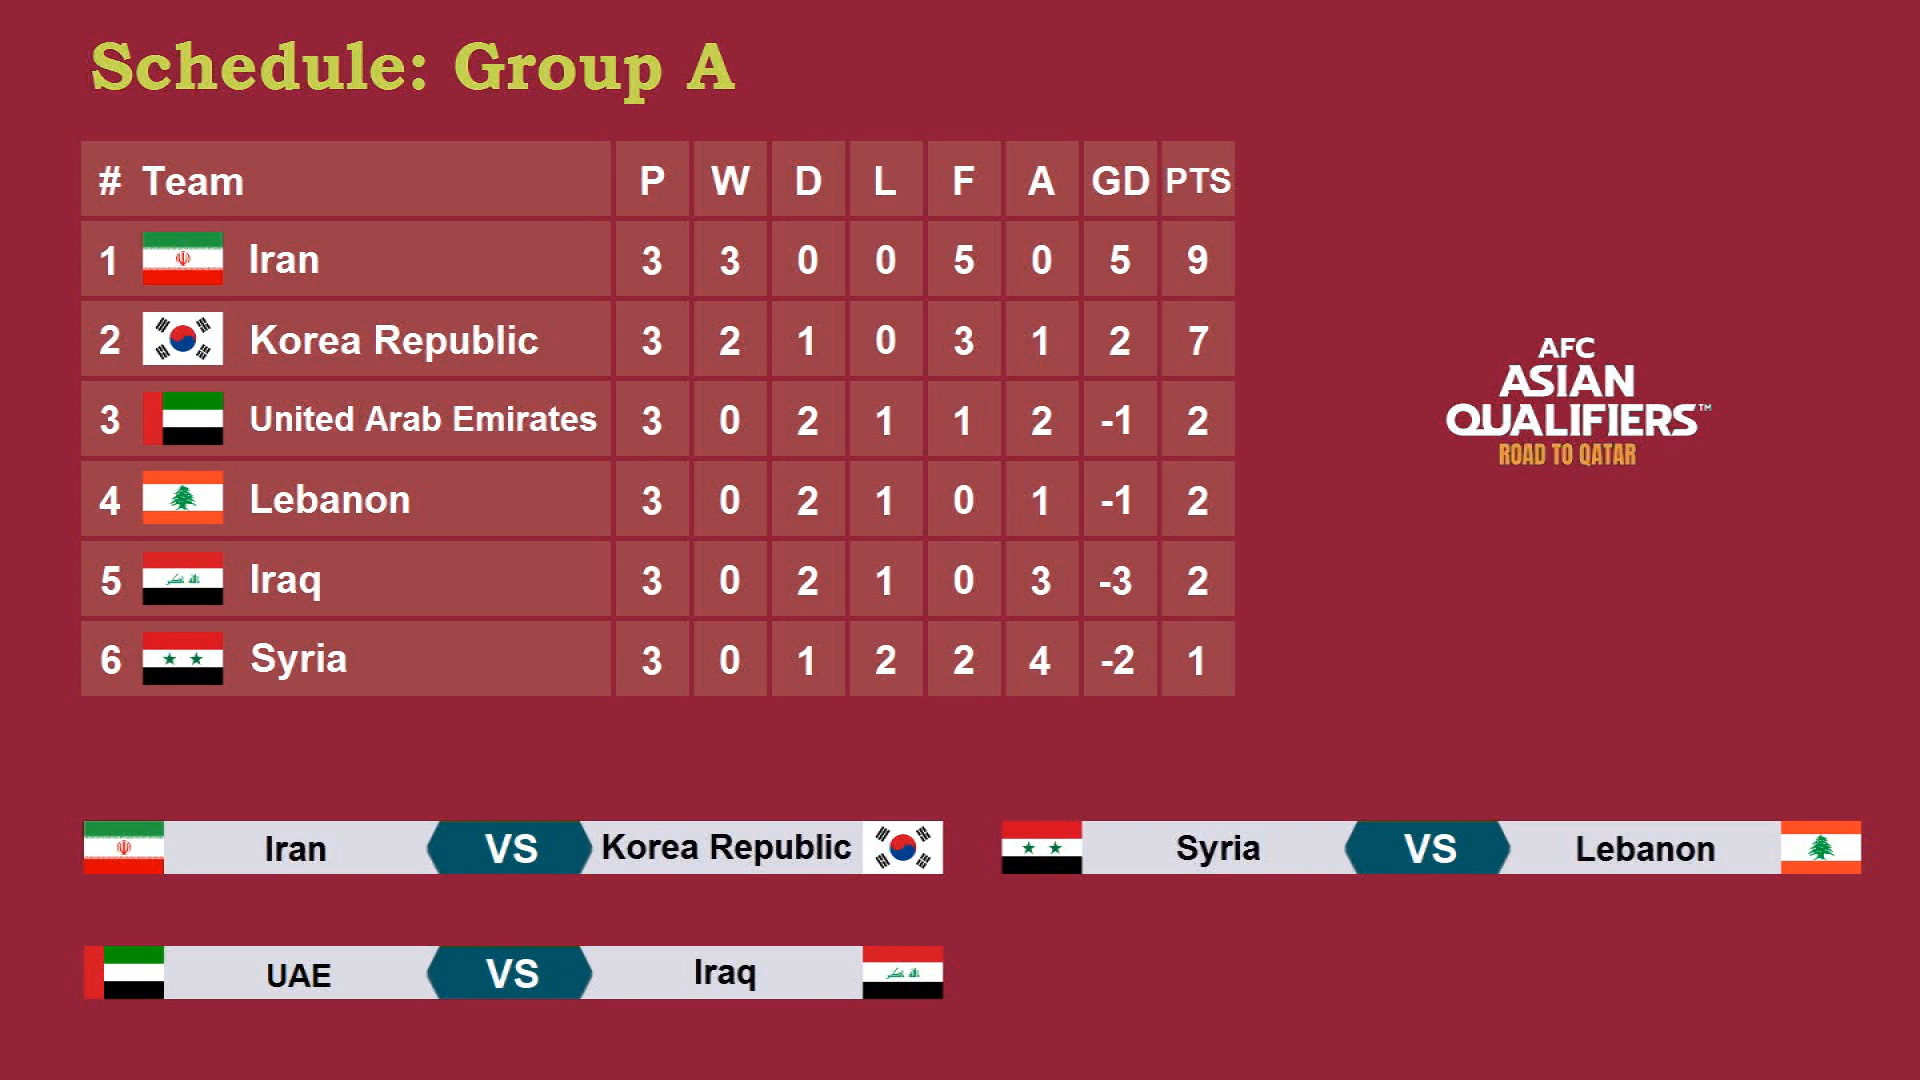 Schedule: Group A
# Team P W D L F A GD PTS
1 Iran 3 3 0 0 5 0 5 9
2 Korea Republic 3 2 1 0 3 1 2 7
3 United Arab Emirates 3 0 2 1 1 2 -1 2
4 Lebanon 3 0 2 1 0 1 -1 2
5 Iraq 3 0 2 1 0 3 -3 2
6 Syria 3 0 1 2 2 4 -2 1
AFC
ASIAN
QUALIFIERS™
ROAD TO QATAR
Iran VS Korea Republic
Syria VS Lebanon
UAE VS Iraq